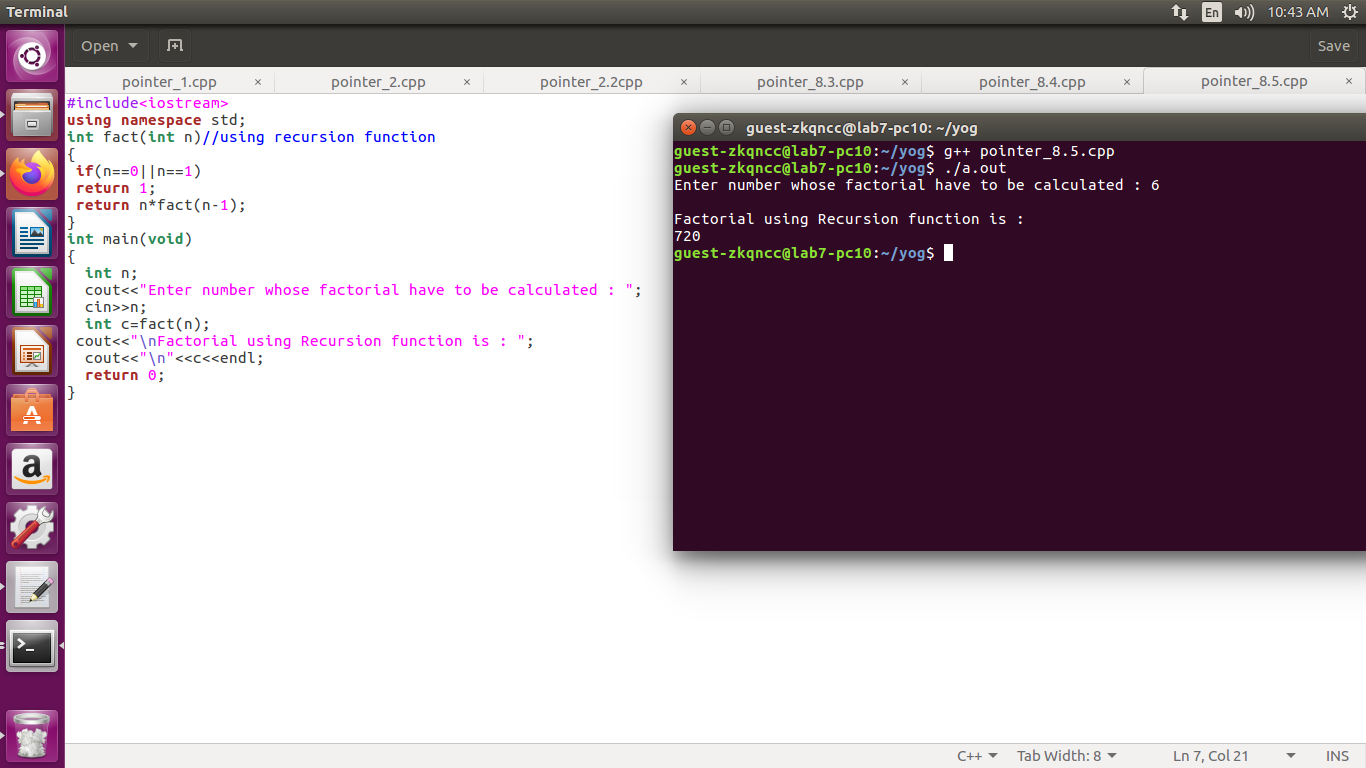 Terminal
En
10:43 AM
Open
Save
pointer_1.cpp
pointer_2.cpp
pointer_2.2cpp
pointer_8.3.cpp
pointer_8.4.cpp
pointer_8.5.cpp
#include<iostream>
using namespace std;
int fact(int n)//using recursion function
{
 if(n==0||n==1)
 return 1;
 return n*fact(n-1);
}
int main(void)
{
  int n;
  cout<<"Enter number whose factorial have to be calculated : ";
  cin>>n;
  int c=fact(n);
 cout<<"\nFactorial using Recursion function is : ";
  cout<<"\n"<<c<<endl;
  return 0;
}
guest-zkqncc@lab7-pc10: ~/yog
guest-zkqncc@lab7-pc10:~/yog$ g++ pointer_8.5.cpp
guest-zkqncc@lab7-pc10:~/yog$ ./a.out
Enter number whose factorial have to be calculated : 6
Factorial using Recursion function is :
720
guest-zkqncc@lab7-pc10:~/yog$
C++
Tab Width: 8
Ln 7, Col 21
INS